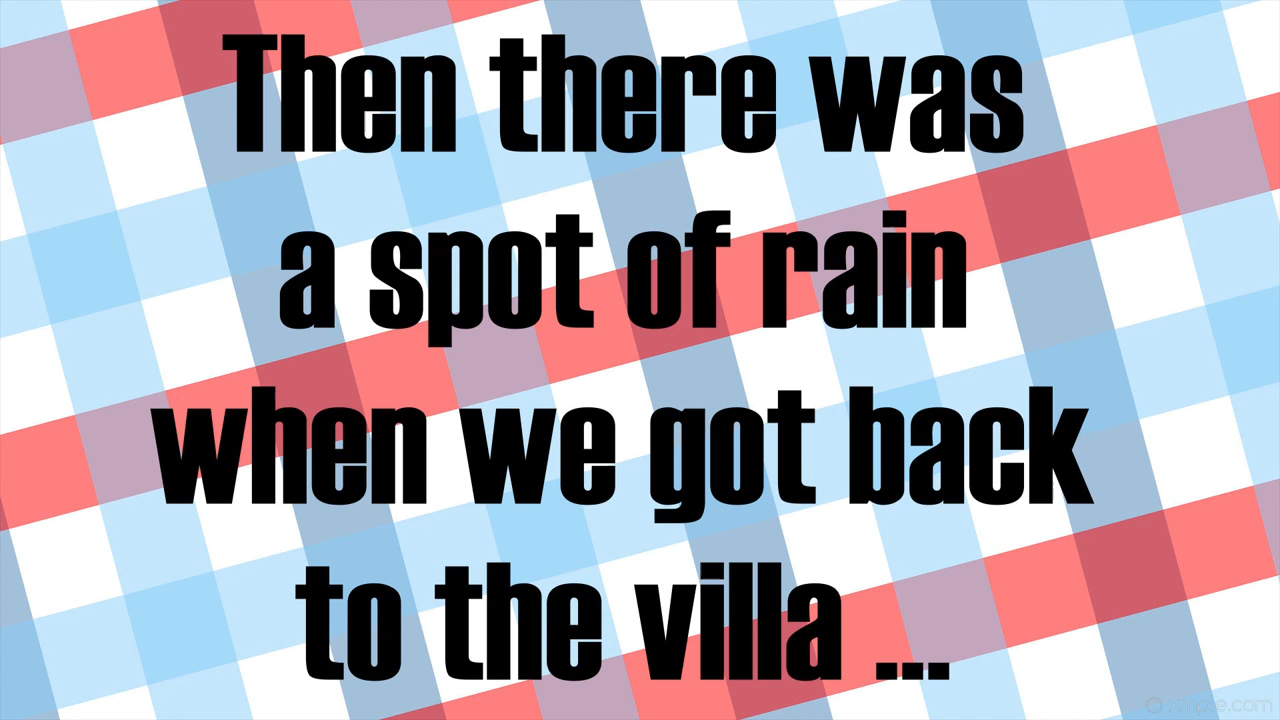 Then there was
a spot of rain
when we got back
to the villa ...